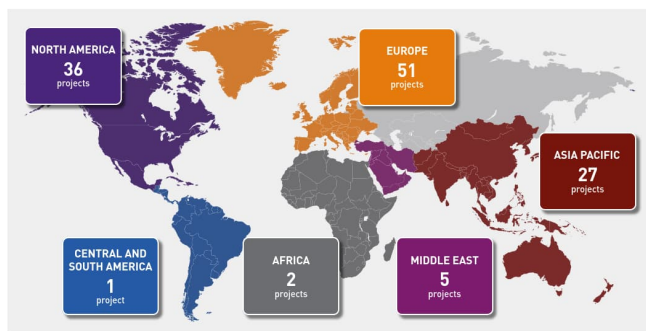 NORTH AMERICA
36
projects
EUROPE
51
projects
ASIA PACIFIC
27
projects
CENTRAL AND
SOUTH AMERICA
1
project
AFRICA
2
projects
MIDDLE EAST
5
projects